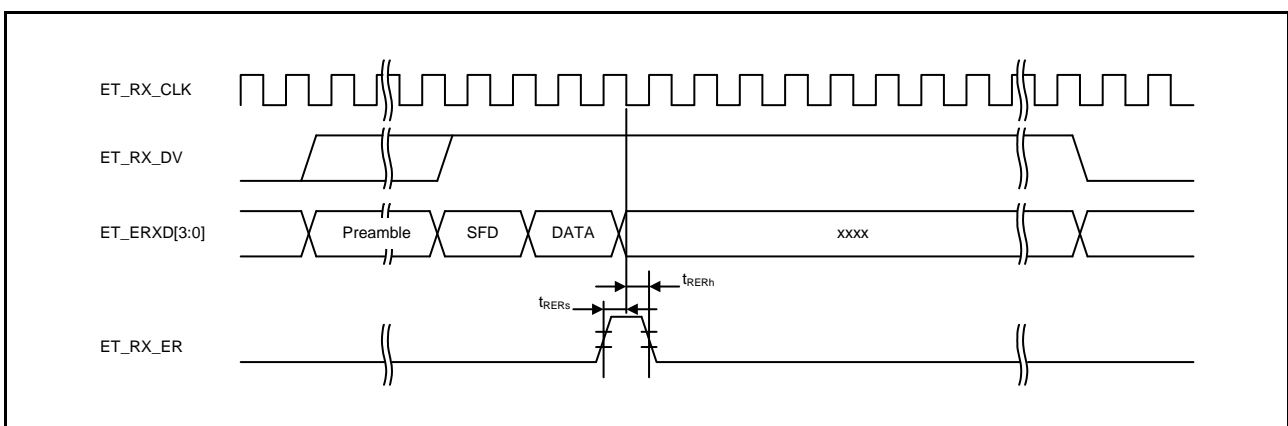 ET_RX_CLK
ET_RX_DV
ET_ERXD[3:0]
Preamble
SFD
DATA
xxxx
tRERh
tRERs
ET_RX_ER